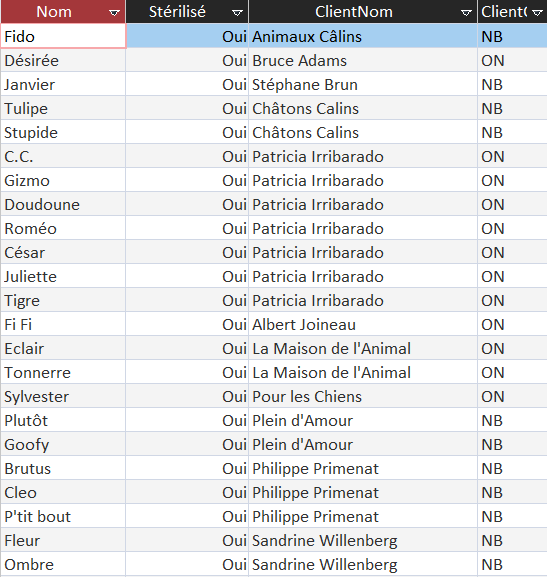 Nom Stérilisé ClientNom Client
Fido Oui Animaux Câlins NB
Désirée Oui Bruce Adams ON
Janvier Oui Stéphane Brun NB
Tulipe Oui Châtons Calins NB
Stupide Oui Châtons Calins NB
C.C. Oui Patricia Irribarado ON
Gizmo Oui Patricia Irribarado ON
Doudoune Oui Patricia Irribarado ON
Roméo Oui Patricia Irribarado ON
César Oui Patricia Irribarado ON
Juliette Oui Patricia Irribarado ON
Tigre Oui Patricia Irribarado ON
Fi Fi Oui Albert Joineau ON
Eclair Oui La Maison de l'Animal ON
Tonnerre Oui La Maison de l'Animal ON
Sylvester Oui Pour les Chiens ON
Plutôt Oui Plein d'Amour NB
Goofy Oui Plein d'Amour NB
Brutus Oui Philippe Primenat NB
Cleo Oui Philippe Primenat NB
P'tit bout Oui Philippe Primenat NB
Fleur Oui Sandrine Willenberg NB
Ombre Oui Sandrine Willenberg NB